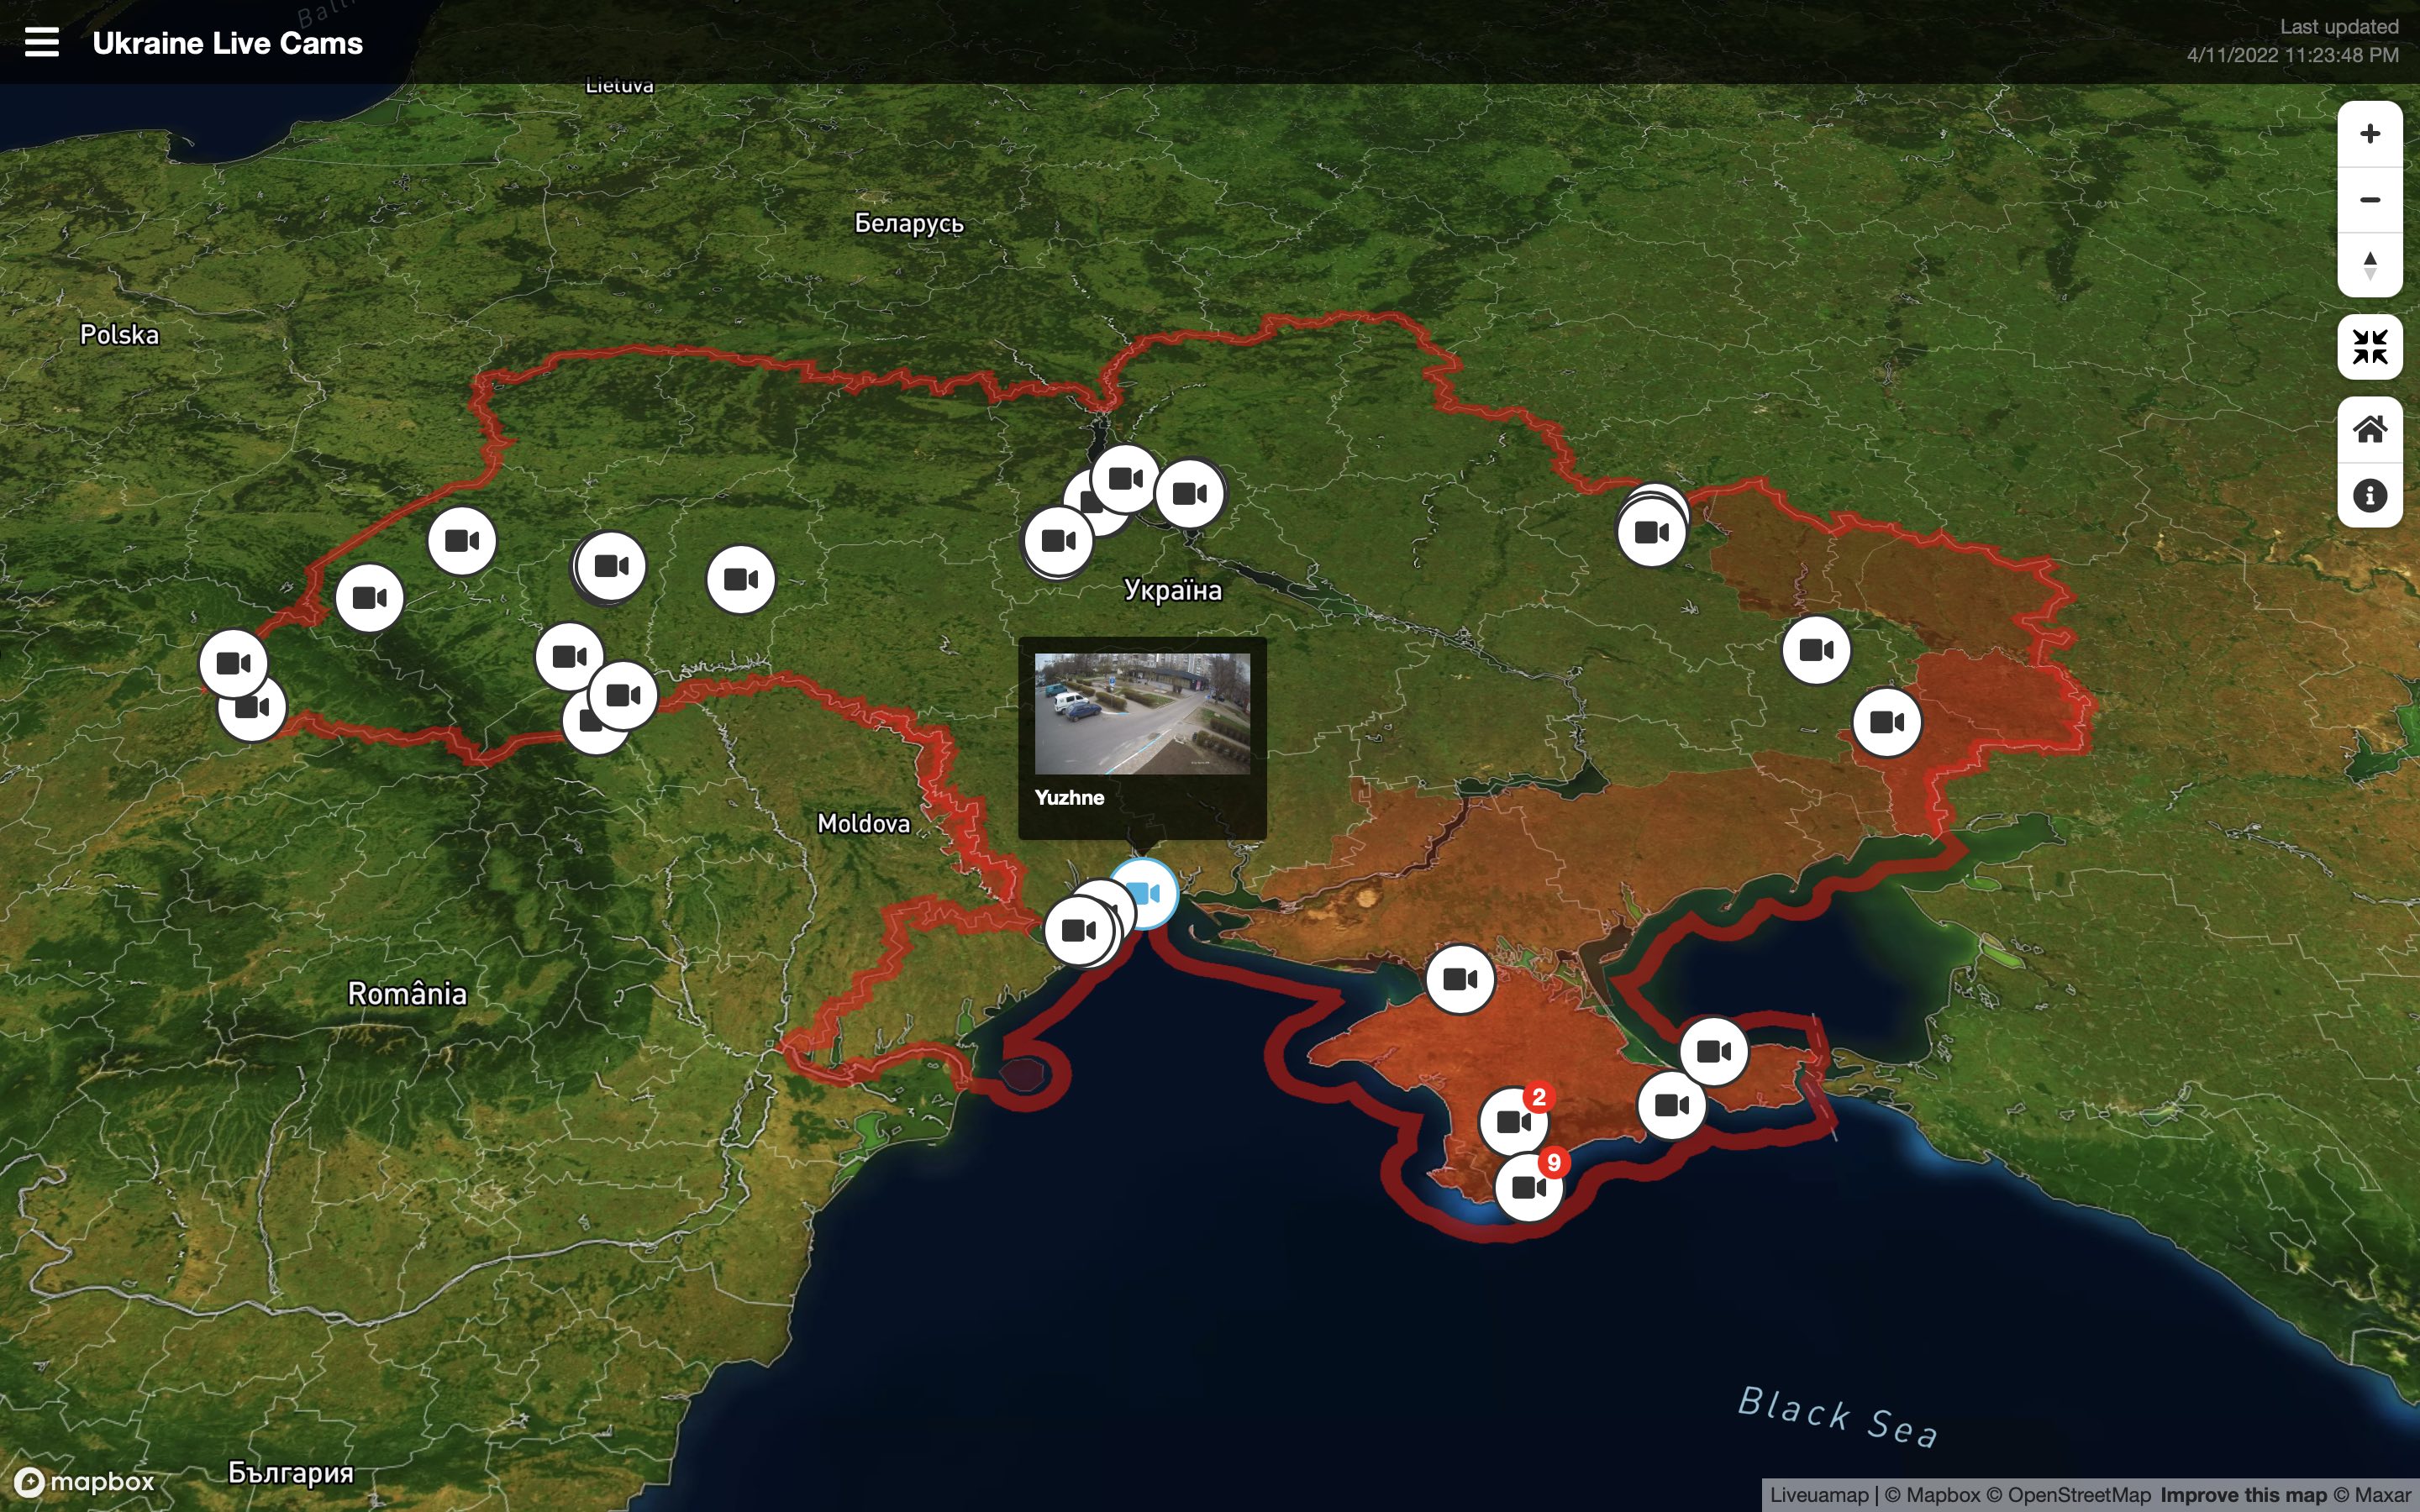 Ukraine Live Cams
Last updated
4/11/2022 11:23:48 PM
Lietuva
Беларусь
Polska
Україна
Yuzhne
Moldova
România
2
9
Black Sea
България
mapbox
Liveuamap | © Mapbox © OpenStreetMap Improve this map © Maxar